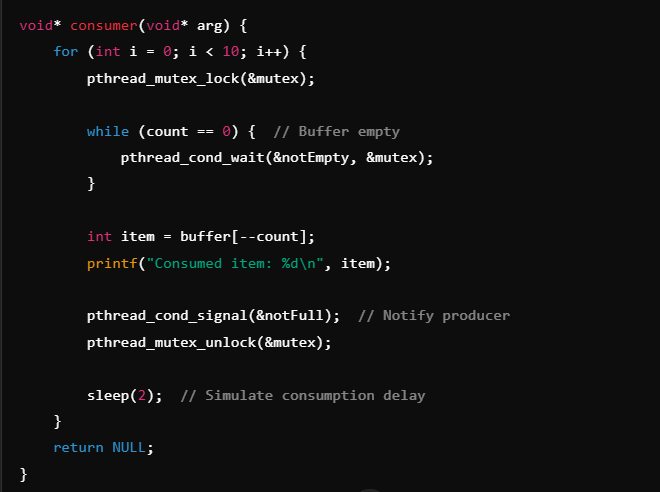 void* consumer(void* arg) {
    for (int i = 0; i < 10; i++) {
        pthread_mutex_lock(&mutex);

        while (count == 0) {  // Buffer empty
            pthread_cond_wait(&notEmpty, &mutex);
        }

        int item = buffer[--count];
        printf("Consumed item: %d\n", item);

        pthread_cond_signal(&notFull);  // Notify producer
        pthread_mutex_unlock(&mutex);

        sleep(2);  // Simulate consumption delay
    }
    return NULL;
}